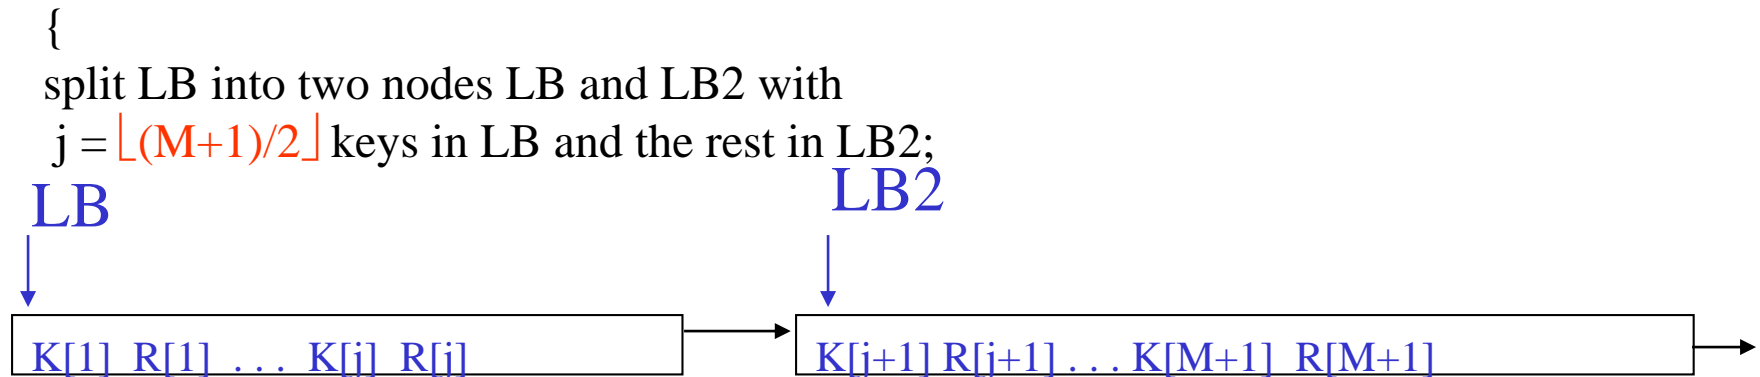 {
split LB into two nodes LB and LB2 with
j = ⌊(M+1)/2⌋ keys in LB and the rest in LB2;
LB LB2
K[1] R[1] . . . K[j] R[j] K[j+1] R[j+1] . . . K[M+1] R[M+1]